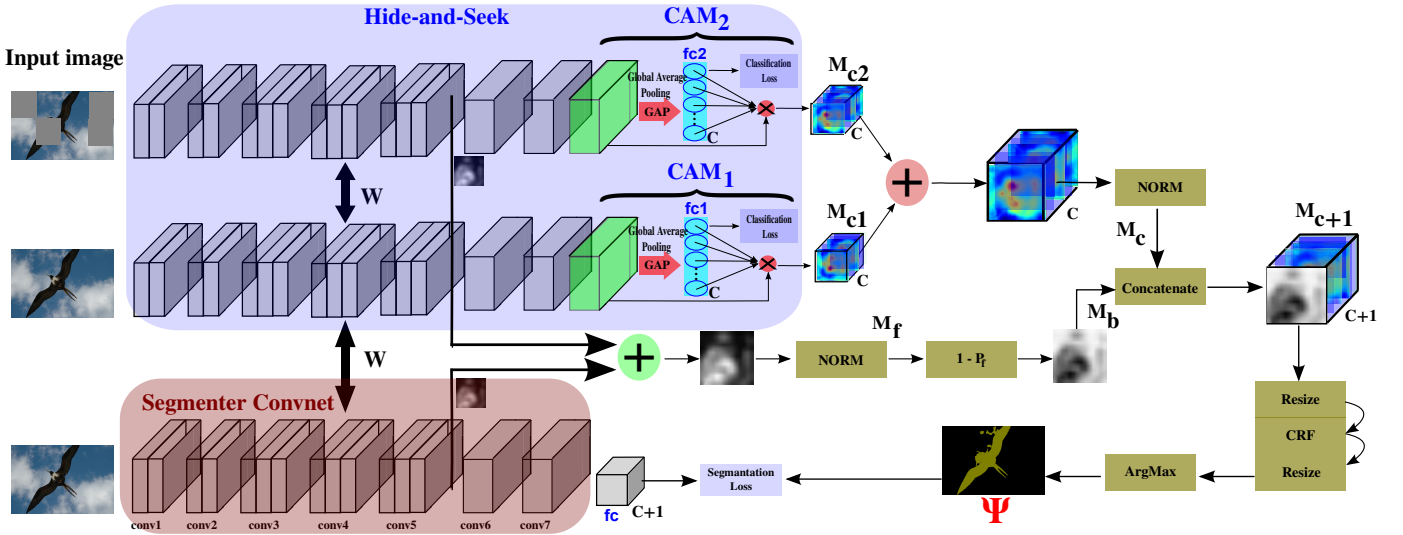 Hide-and-Seek
CAM2
Input image
fc2
Classification
Loss
Global Average
Pooling
GAP
C
Mc2
C
W
CAM1
fc1
Classification
Loss
Global Average
Pooling
GAP
C
Mc1
C
C
NORM
Mc
Concatenate
Mc+1
C+1
W
Mf
NORM
1 - Pf
Mb
Segmenter Convnet
Resize
CRF
Resize
ArgMax
Ψ
Segmantation
Loss
C+1
fc
conv1 conv2 conv3 conv4 conv5 conv6 conv7